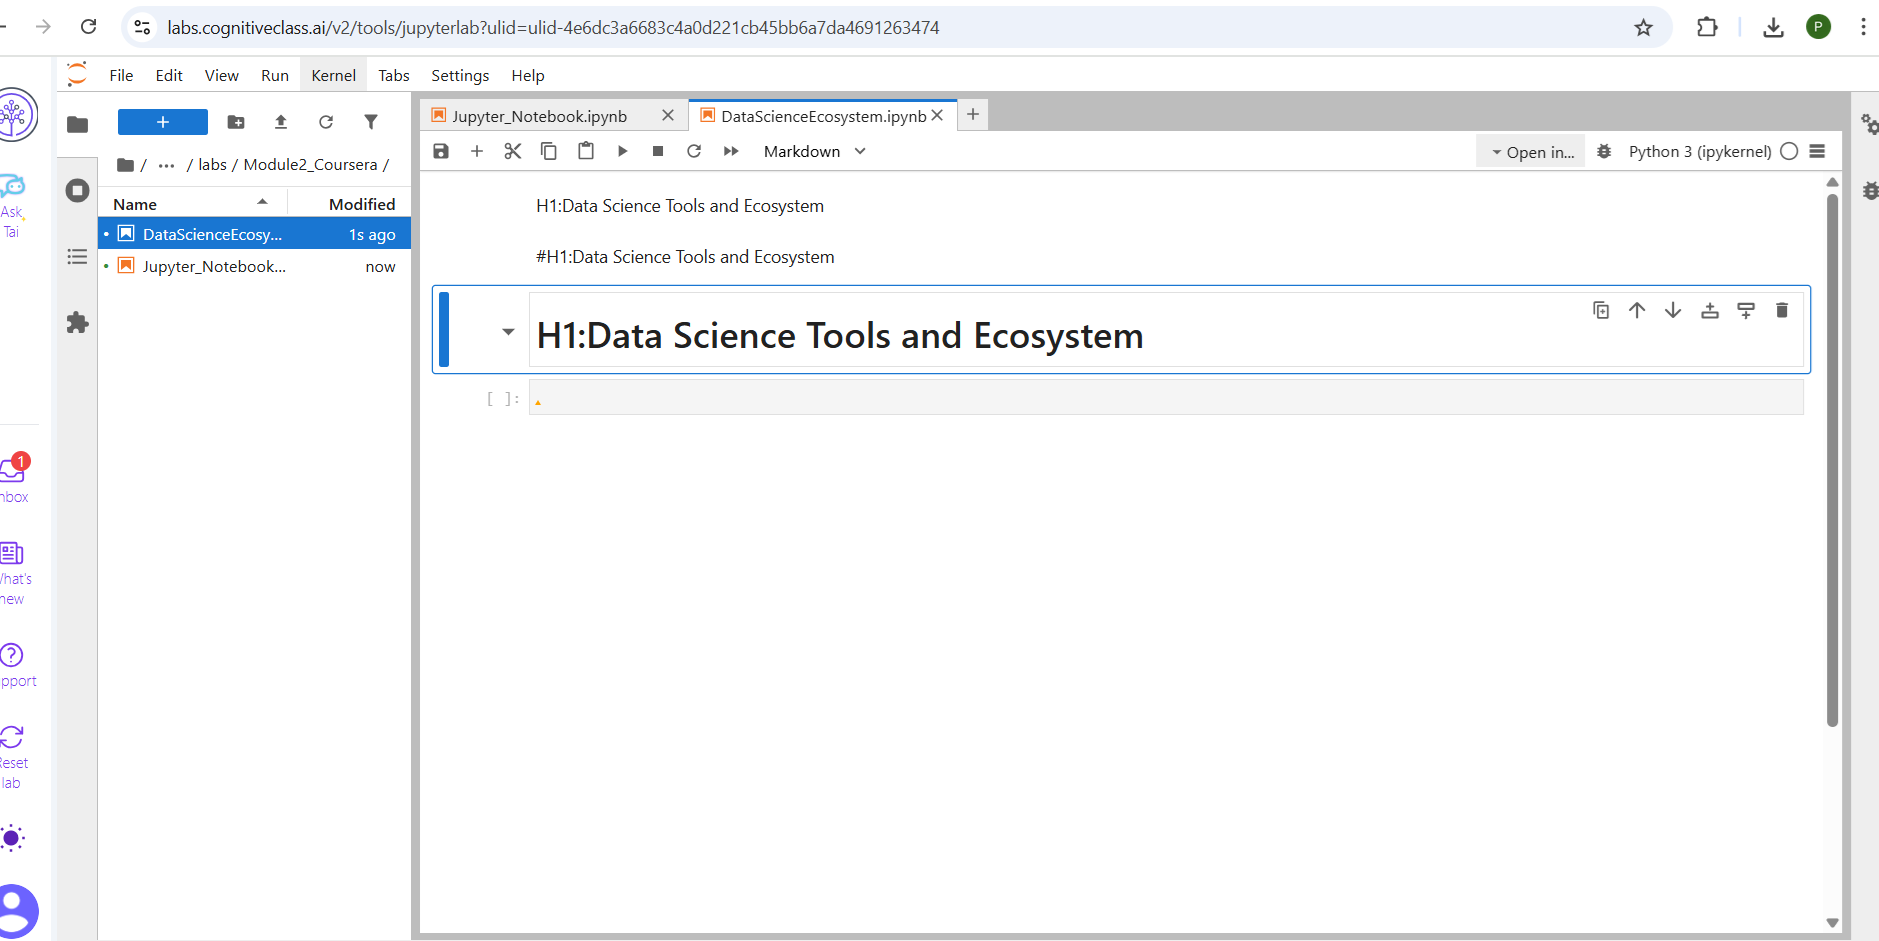 labs.cognitiveclass.ai/v2/tools/jupyterlab?ulid=ulid-4e6dc3a6683c4a0d221cb45bb6a7da4691263474
P
File Edit View Run Kernel Tabs Settings Help
Ask
Tai
1
nbox
What's
new
pport
Reset
lab
+
/ ... / labs / Module2_Coursera /
Name Modified
DataScienceEcosy... 1s ago
Jupyter_Notebook... now
Jupyter_Notebook.ipynb
DataScienceEcosystem.ipynb
Markdown
Open in...
Python 3 (ipykernel)
H1:Data Science Tools and Ecosystem
#H1:Data Science Tools and Ecosystem
H1:Data Science Tools and Ecosystem
[ ]: